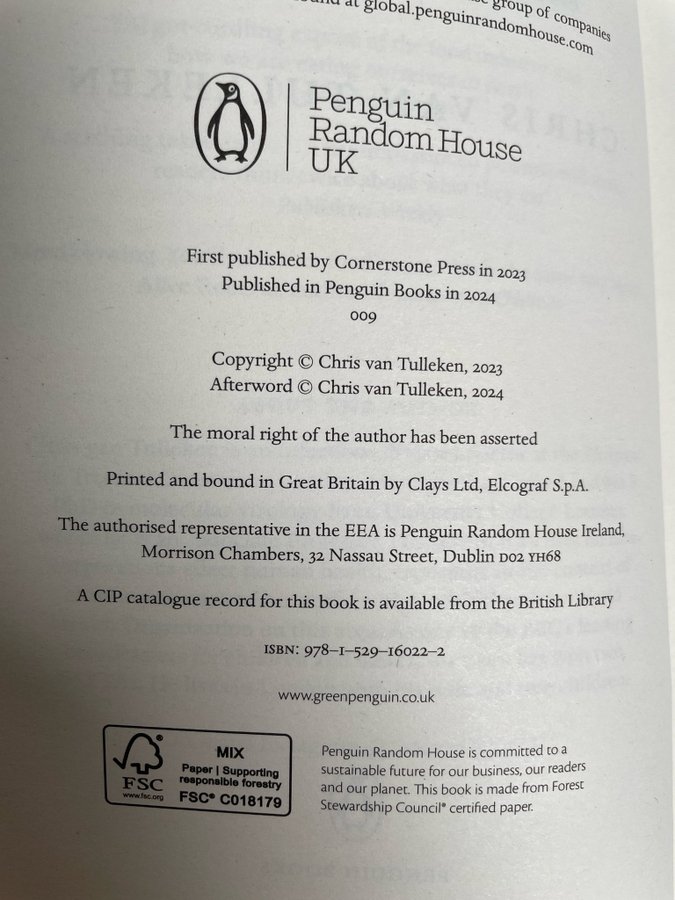 group of companies
at global.penguinrandomhouse.com
Penguin
Random House
UK
First published by Cornerstone Press in 2023
Published in Penguin Books in 2024
009
Copyright © Chris van Tulleken, 2023
Afterword © Chris van Tulleken, 2024
The moral right of the author has been asserted
Printed and bound in Great Britain by Clays Ltd, Elcograf S.p.A.
The authorised representative in the EEA is Penguin Random House Ireland,
Morrison Chambers, 32 Nassau Street, Dublin D02 YH68
A CIP catalogue record for this book is available from the British Library
ISBN: 978–1–529–16022–2
www.greenpenguin.co.uk
FSC
www.fsc.org
MIX
Paper | Supporting
responsible forestry
FSC® C018179
Penguin Random House is committed to a
sustainable future for our business, our readers
and our planet. This book is made from Forest
Stewardship Council® certified paper.